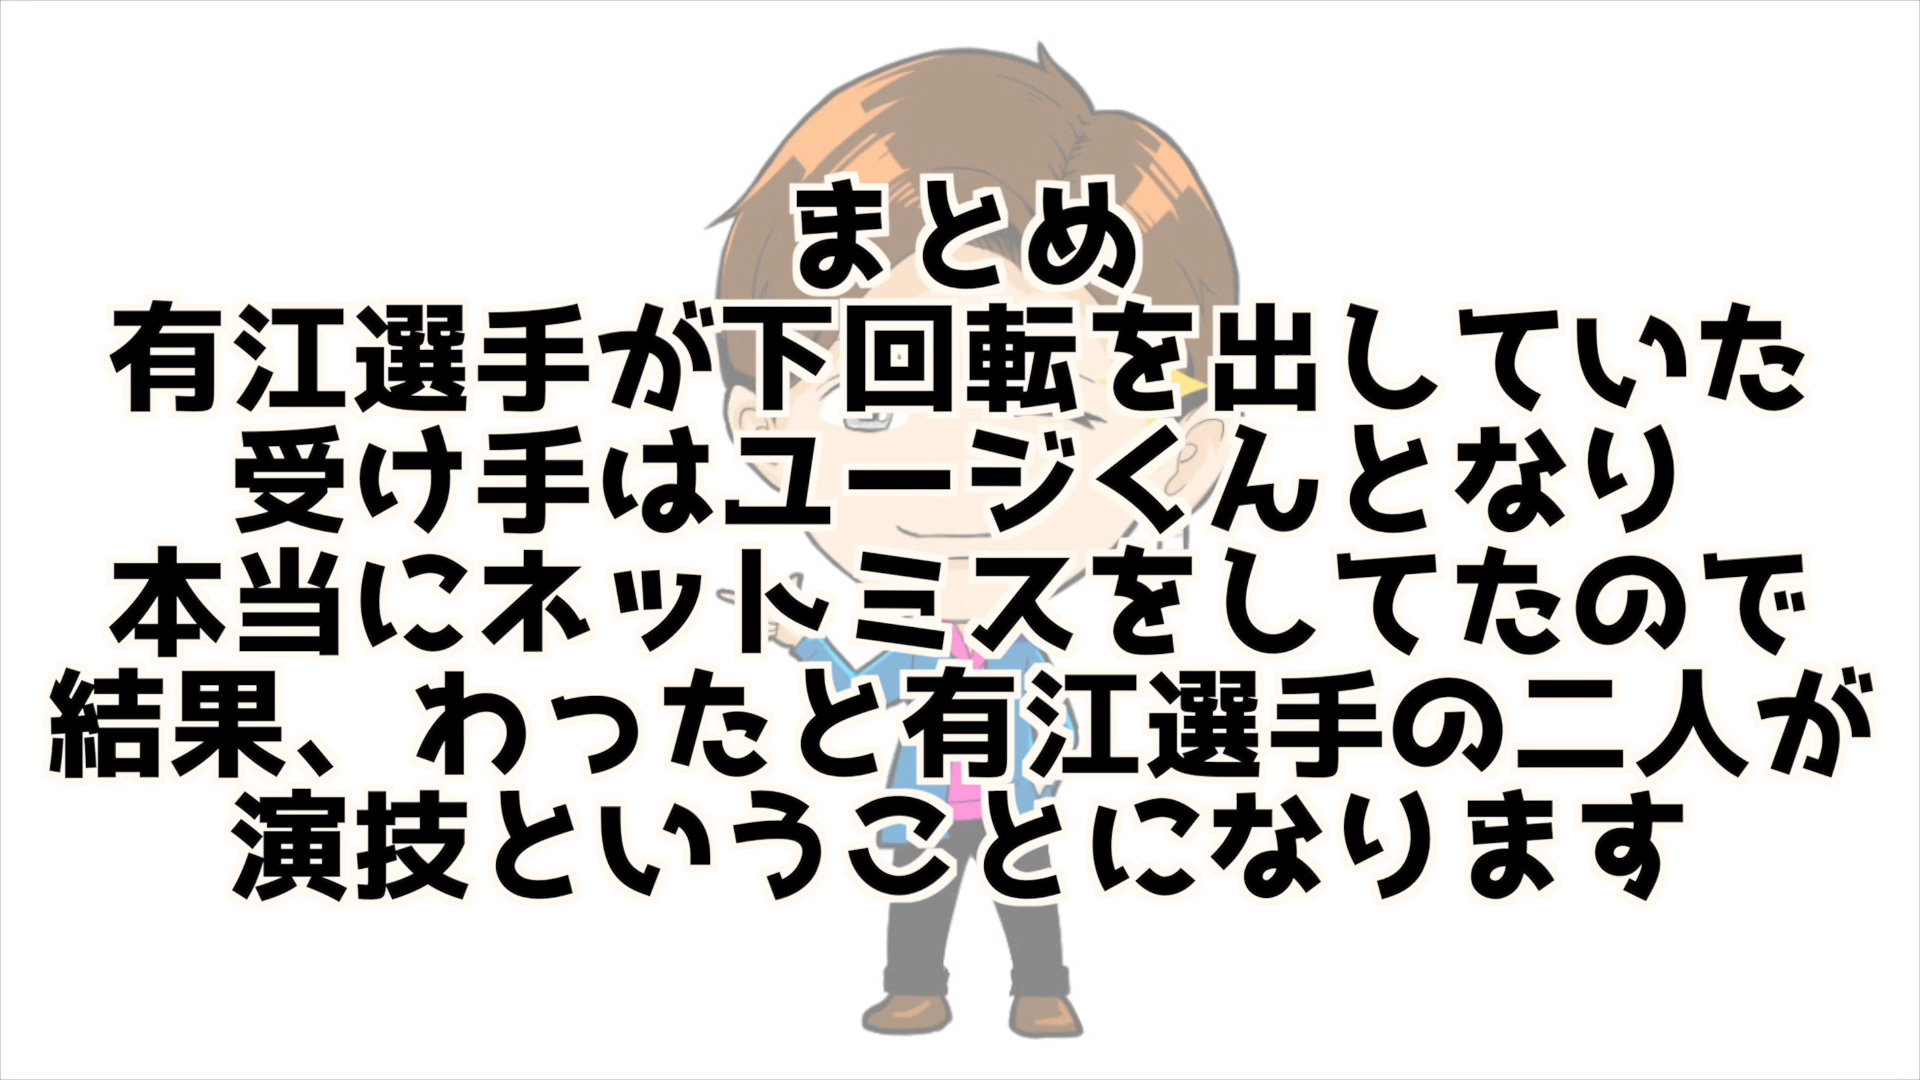 まとめ
有江選手が下回転を出していた
受け手はユージくんとなり
本当にネットミスをしてたので
結果、わったと有江選手の二人が
演技ということになります